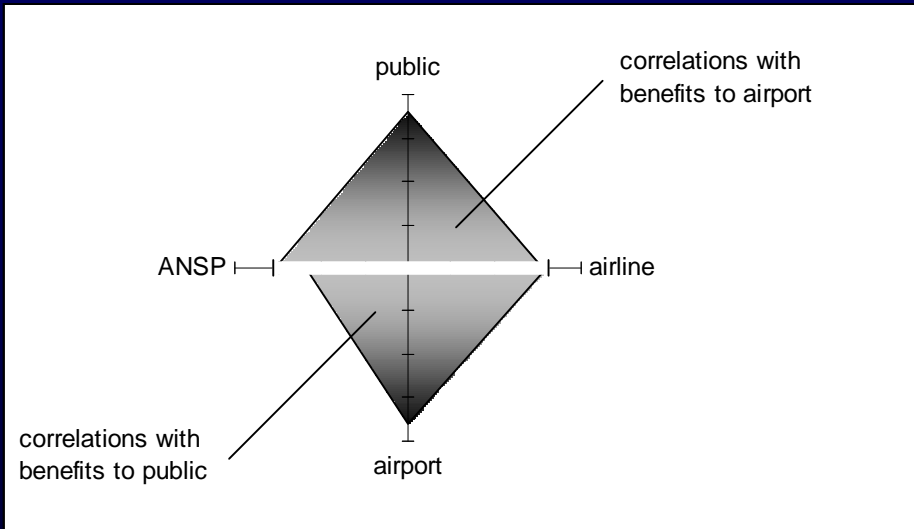 public
correlations with
benefits to airport
ANSP
airline
correlations with
benefits to public
airport